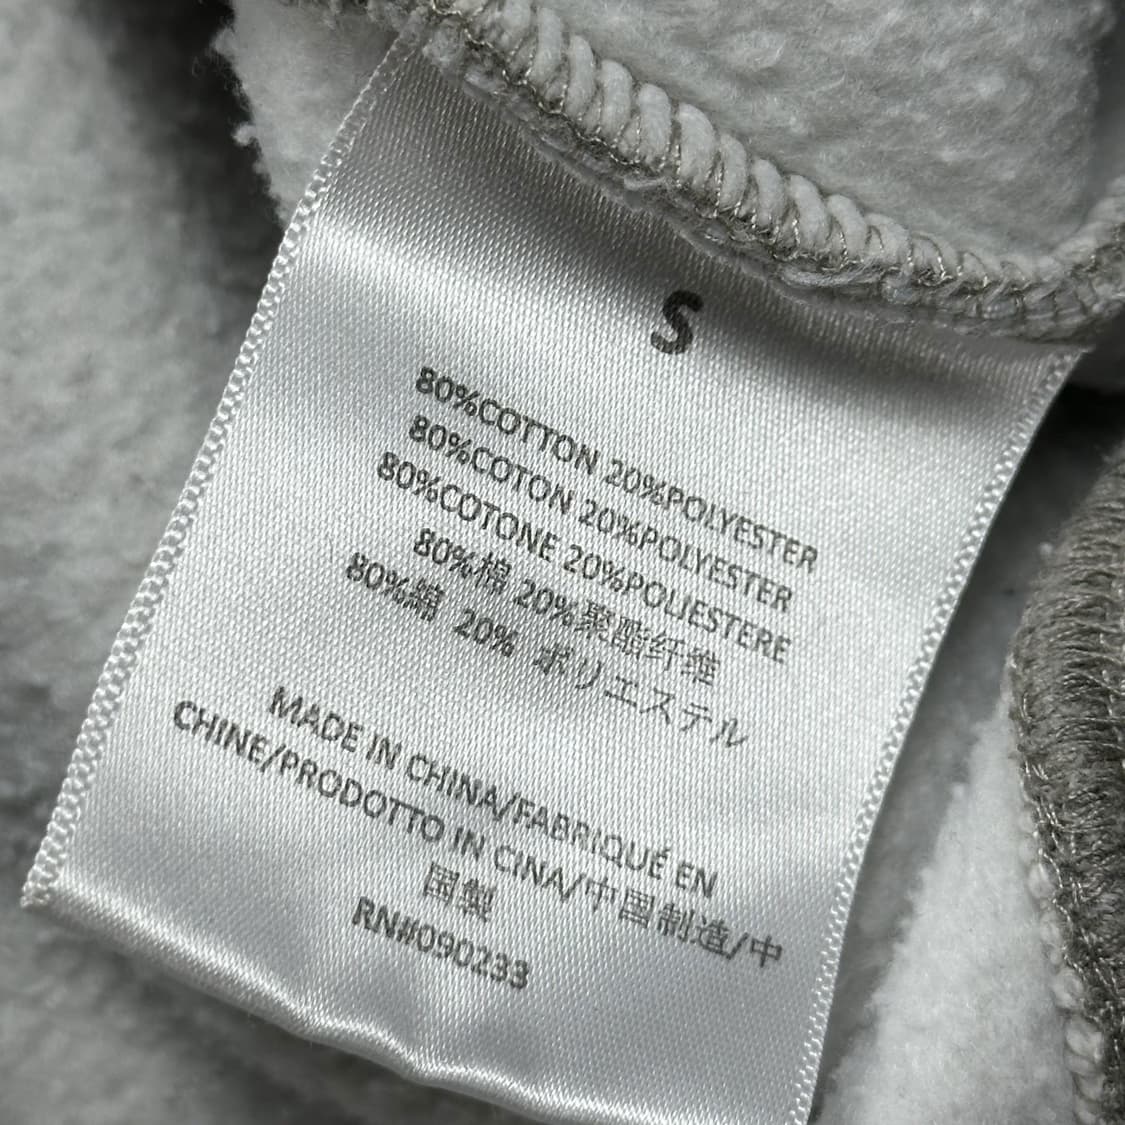 S
80%COTTON 20%POLYESTER
80%COTON 20%POLYESTER
80%COTONE 20%POLIESTERE
80%棉 20%聚酯纤维
80%綿 20% ポリエステル
MADE IN CHINA/FABRIQUÉ EN
CHINE/PRODOTTO IN CINA/中国制造/中
国製
RN#090233